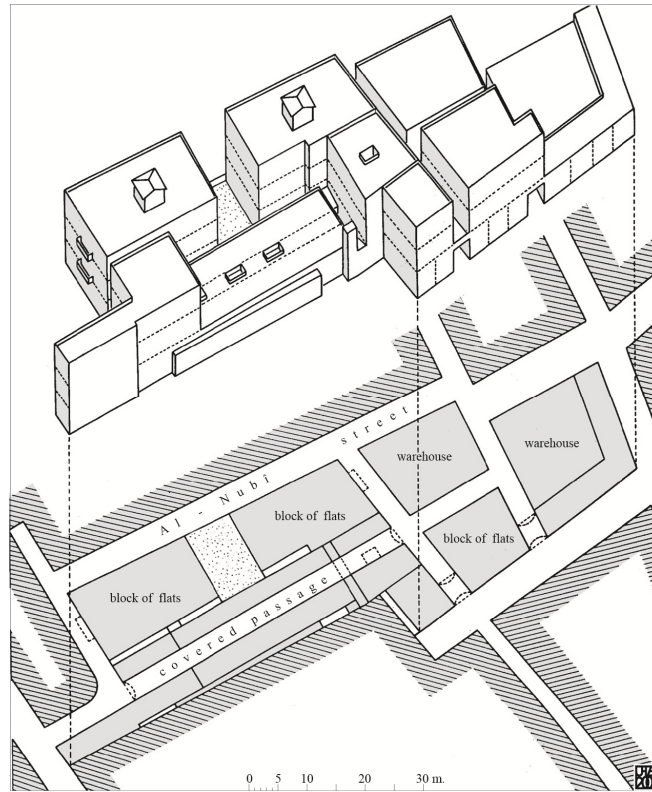 Al - Nubî street
warehouse
warehouse
block of flats
block of flats
block of flats
covered passage
0 5 10 20 30 m.